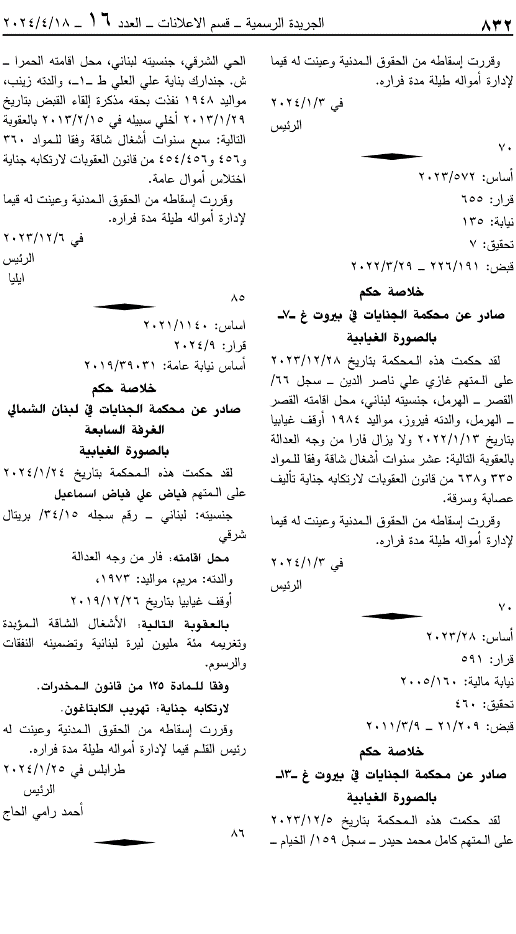 ٨٣٢
الجريدة الرسمية ــ قسم الاعلانات ــ العدد ١٦ ــ ٢٠٢٤/٤/١٨
وقررت إسقاطه من الحقوق المدنية وعينت له قيما
لإدارة أمواله طيلة مدة فراره.
في ٢٠٢٤/١/٣
الرئيس
٧٠
أساس: ٢٠٢٣/٥٧٢
قرار: ٦٥٥
نيابة: ١٣٥
تحقيق: ٧
قبض: ٢٢٦/١٩١ ــ ٢٠٢٢/٣/٢٩
خلاصة حكم
صادر عن محكمة الجنايات في بيروت غ ــ٧ــ
بالصورة الغيابية
لقد حكمت هذه المحكمة بتاريخ ٢٠٢٣/١٢/٢٨
على المتهم غازي علي ناصر الدين ــ سجل ٦٦/
القصر ــ الهرمل، جنسيته لبناني، محل اقامته القصر
ــ الهرمل، والدته فيروز، مواليد ١٩٨٤ أوقف غيابيا
بتاريخ ٢٠٢٢/١/١٣ ولا يزال فارا من وجه العدالة
بالعقوبة التالية: عشر سنوات أشغال شاقة وفقا للمواد
٣٣٥ و٦٣٨ من قانون العقوبات لارتكابه جناية تأليف
عصابة وسرقة.
وقررت إسقاطه من الحقوق المدنية وعينت له قيما
لإدارة أمواله طيلة مدة فراره.
في ٢٠٢٤/١/٣
الرئيس
٧٠
أساس: ٢٠٢٣/٢٨
قرار: ٥٩١
نيابة مالية: ٢٠٠٥/١٦٠
تحقيق: ٤٦٠
قبض: ٢١/٢٠٩ ــ ٢٠١١/٣/٩
خلاصة حكم
صادر عن محكمة الجنايات في بيروت غ ــ١٣ــ
بالصورة الغيابية
لقد حكمت هذه المحكمة بتاريخ ٢٠٢٣/١٢/٥
على المتهم كامل محمد حيدر ــ سجل ١٥٩/ الخيام ــ
الحي الشرقي، جنسيته لبناني، محل اقامته الحمرا ــ
ش. جندارك بناية علي العلي ط ــ١ــ، والدته زينب،
مواليد ١٩٤٨ نفذت بحقه مذكرة إلقاء القبض بتاريخ
٢٠١٣/١/٢٩ أخلي سبيله في ٢٠١٣/٢/١٥ بالعقوبة
التالية: سبع سنوات أشغال شاقة وفقا للمواد ٣٦٠
و٤٥٦ و٤٥٤/٤٥٦ من قانون العقوبات لارتكابه جناية
اختلاس أموال عامة.
وقررت إسقاطه من الحقوق المدنية وعينت له قيما
لإدارة أمواله طيلة مدة فراره.
في ٢٠٢٣/١٢/٦
الرئيس
ايليا
٨٥
اساس: ٢٠٢١/١١٤٠
قرار: ٢٠٢٤/٩
أساس نيابة عامة: ٢٠١٩/٣٩٠٣١
خلاصة حكم
صادر عن محكمة الجنايات في لبنان الشمالي
الغرفة السابعة
بالصورة الغيابية
لقد حكمت هذه المحكمة بتاريخ ٢٠٢٤/١/٢٤
على المتهم فياض علي فياض اسماعيل
جنسيته: لبناني ــ رقم سجله ٣٤/١٥/ بريتال
شرقي
محل اقامته: فار من وجه العدالة
والدته: مريم، مواليد: ١٩٧٣،
أوقف غيابيا بتاريخ ٢٠١٩/١٢/٢٦
بالعقوبة التالية: الأشغال الشاقة المؤبدة
وتغريمه مئة مليون ليرة لبنانية وتضمينه النفقات
والرسوم.
وفقا للمادة ١٢٥ من قانون المخدرات.
لارتكابه جناية: تهريب الكابتاغون.
وقررت إسقاطه من الحقوق المدنية وعينت له
رئيس القلم قيما لإدارة أمواله طيلة مدة فراره.
طرابلس في ٢٠٢٤/١/٢٥
الرئيس
أحمد رامي الحاج
٨٦